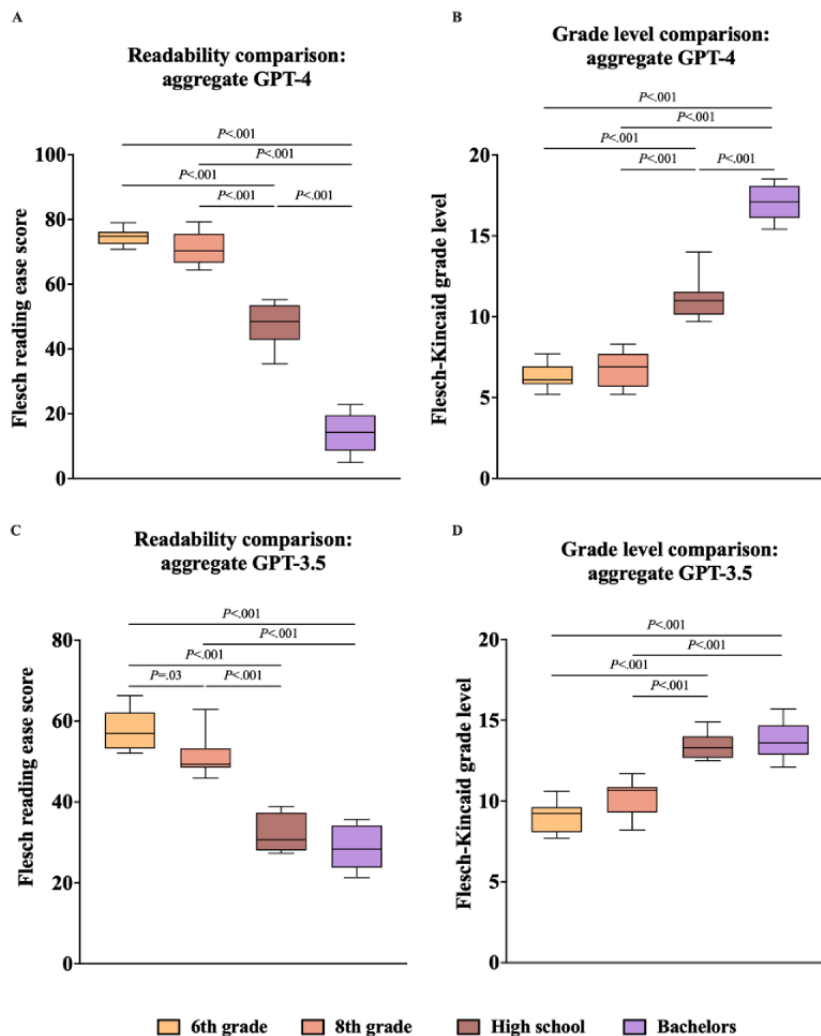 A
Readability comparison:
aggregate GPT-4
P<.001
P<.001
P<.001
P<.001
P<.001
Flesch reading ease score
100
80
60
40
20
0
B
Grade level comparison:
aggregate GPT-4
P<.001
P<.001
P<.001
P<.001
P<.001
Flesch-Kincaid grade level
20
15
10
5
0
C
Readability comparison:
aggregate GPT-3.5
P<.001
P<.001
P<.001
P=.03
P<.001
Flesch reading ease score
80
60
40
20
0
D
Grade level comparison:
aggregate GPT-3.5
P<.001
P<.001
P<.001
P<.001
Flesch-Kincaid grade level
20
15
10
5
0
6th grade
8th grade
High school
Bachelors